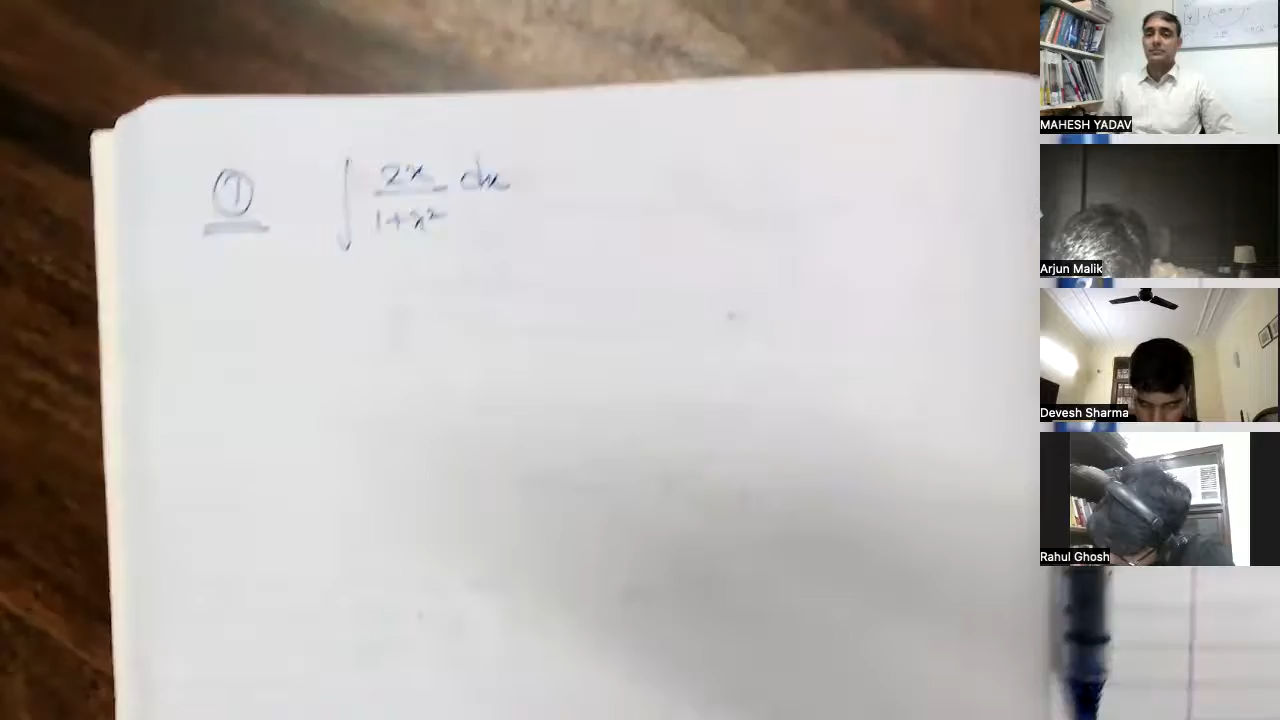 ① ∫ 2x/1+x² dx
MAHESH YADAV
Arjun Malik
Devesh Sharma
Rahul Ghosh